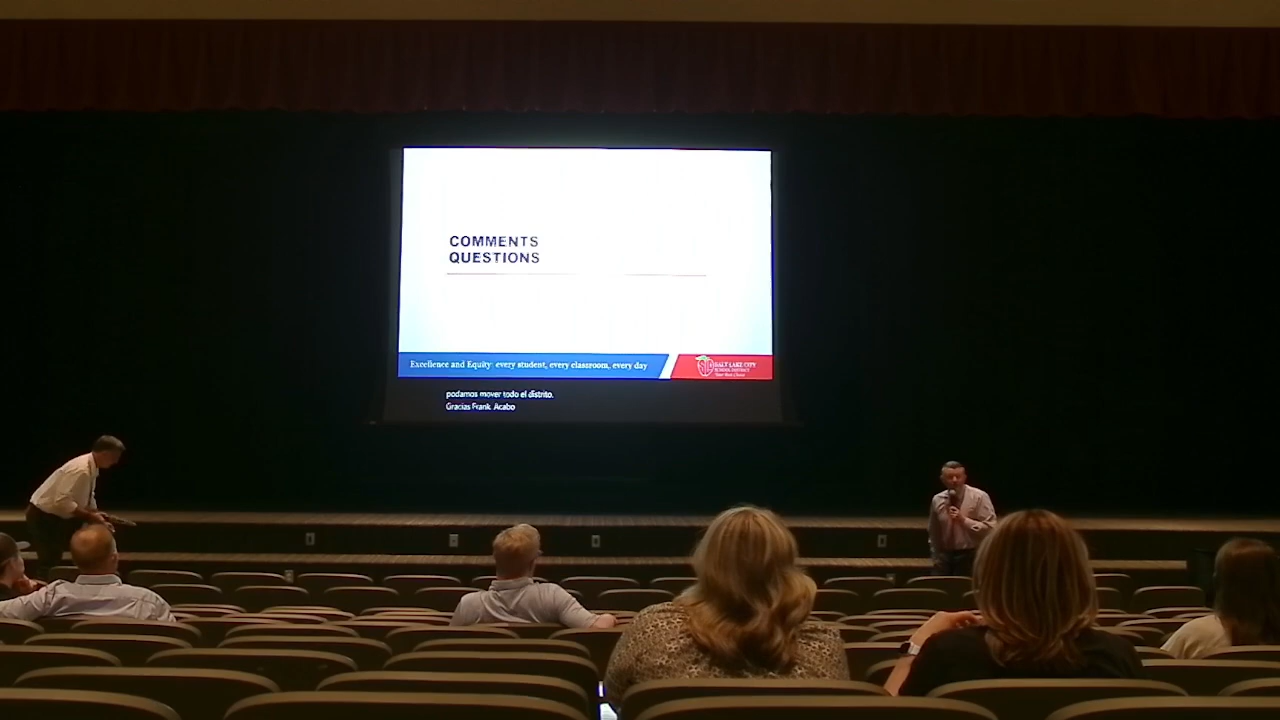 COMMENTS
QUESTIONS
Excellence and Equity: every student, every classroom, every day
SALT LAKE CITY
SCHOOL DISTRICT
podamos mover todo el distrito.
Gracias Frank. Acabo